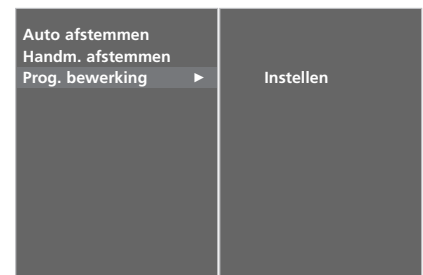 Auto afstemmen
Handm. afstemmen
Prog. bewerking ► Instellen